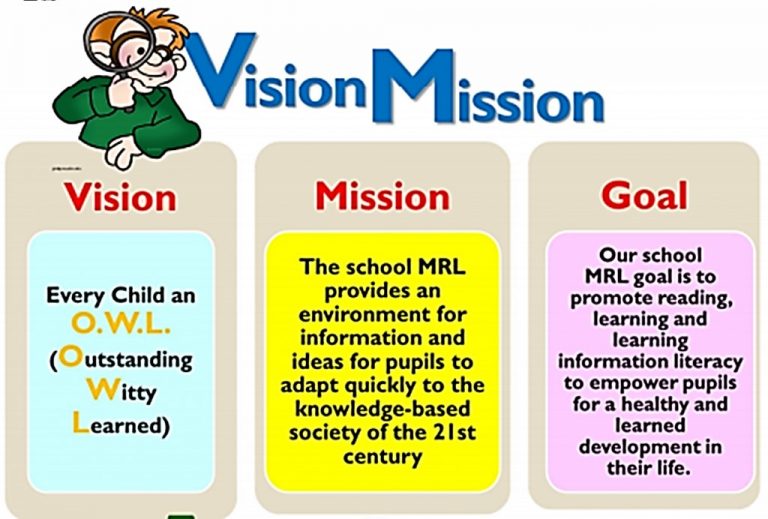 Vision Mission
Vision
Every Child an
O.W.L.
(Outstanding
Witty
Learned)
Mission
The school MRL
provides an
environment for
information and
ideas for pupils to
adapt quickly to the
knowledge-based
society of the 21st
century
Goal
Our school
MRL goal is to
promote reading,
learning and
learning
information literacy
to empower pupils
for a healthy and
learned
development in
their life.